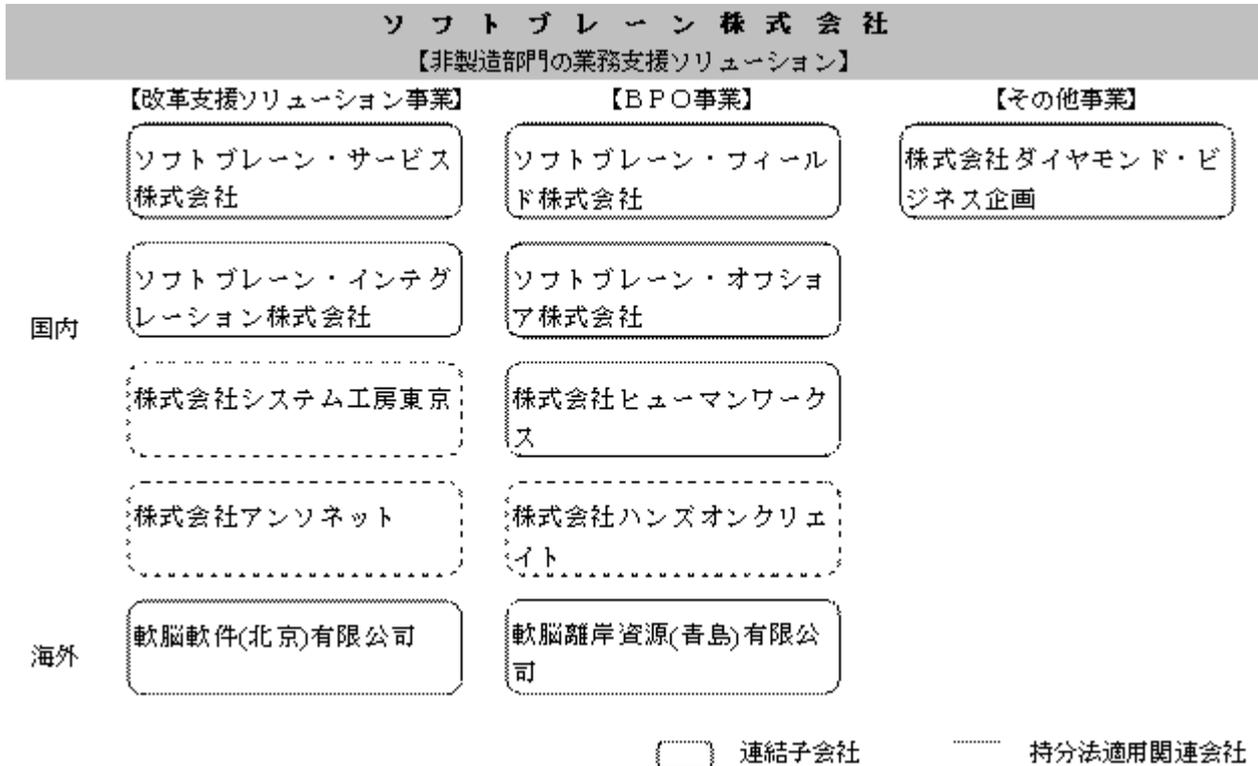 ソフトブレーン株式会社
【非製造部門の業務支援ソリューション】
【改革支援ソリューション事業】
【BPO事業】
【その他事業】
ソフトブレーン・サービス
株式会社
ソフトブレーン・フィール
ド株式会社
株式会社ダイヤモンド・ビ
ジネス企画
国内
ソフトブレーン・インテグ
レーション株式会社
ソフトブレーン・オフショ
ア株式会社
株式会社システム工房東京
株式会社ヒューマンワーク
ス
株式会社アンソネット
株式会社ハンズオンクリエ
イト
海外
軟脳軟件(北京)有限公司
軟脳離岸資源(青島)有限公
司
連結子会社
持分法適用関連会社